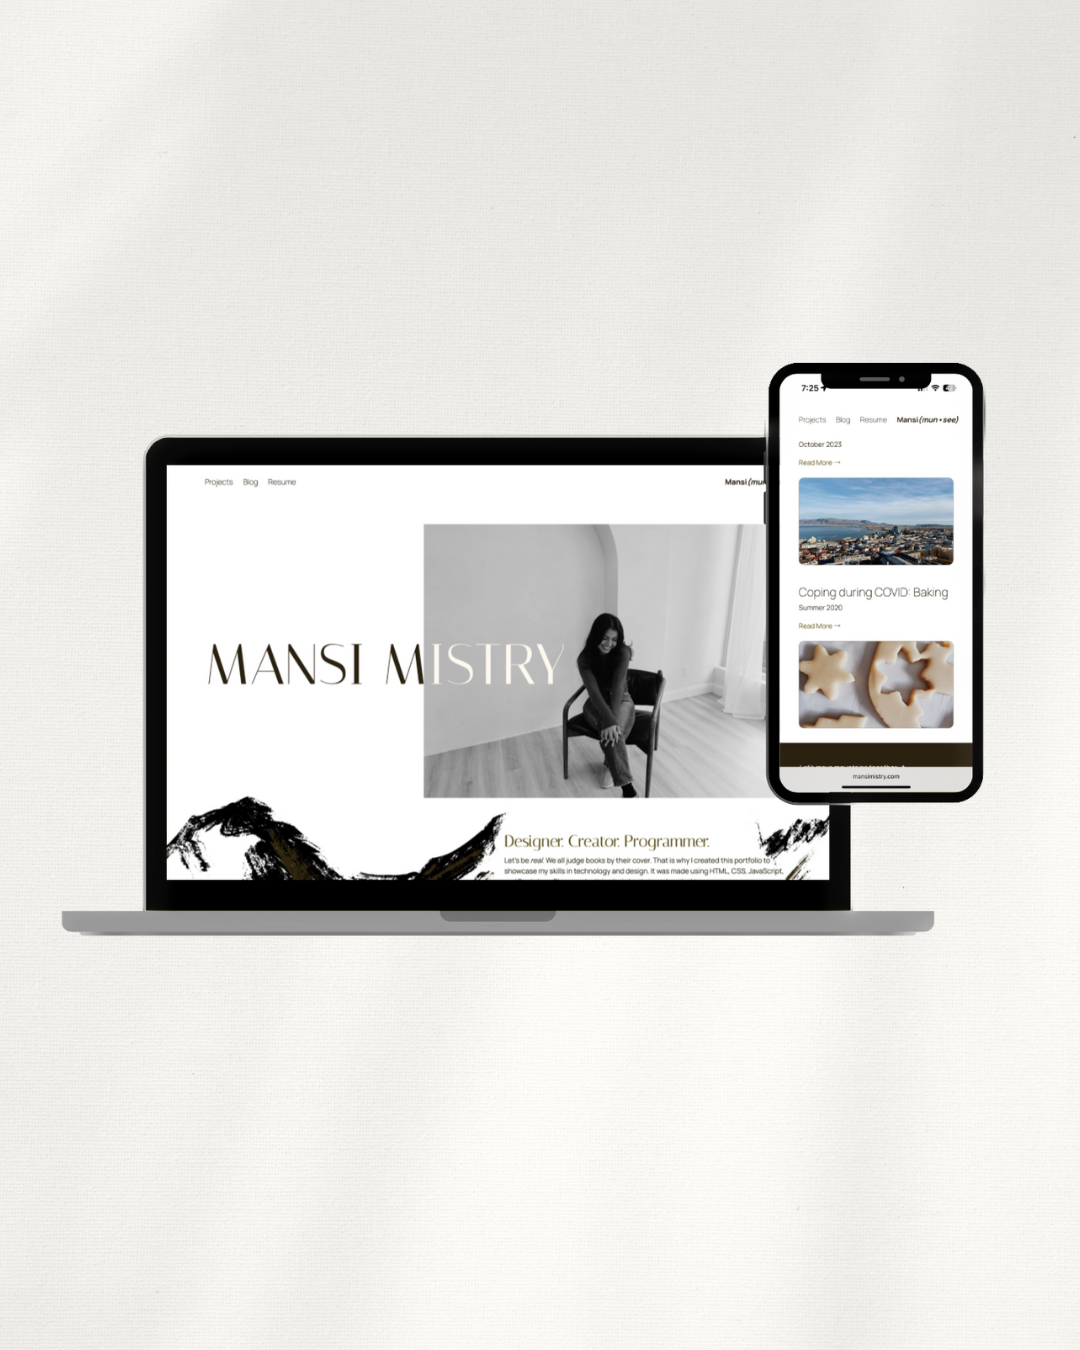 Projects Blog Resume
Mansi
MANSI MISTRY
Designer. Creator. Programmer.
Let's be real. We all judge books by their cover. That is why I created this portfolio to
showcase my skills in technology and design. It was made using HTML, CSS, JavaScript,
7:25
Projects Blog Resume Mansi (mun•see)
October 2023
Read More →
Coping during COVID: Baking
Summer 2020
Read More →
mansimistry.com